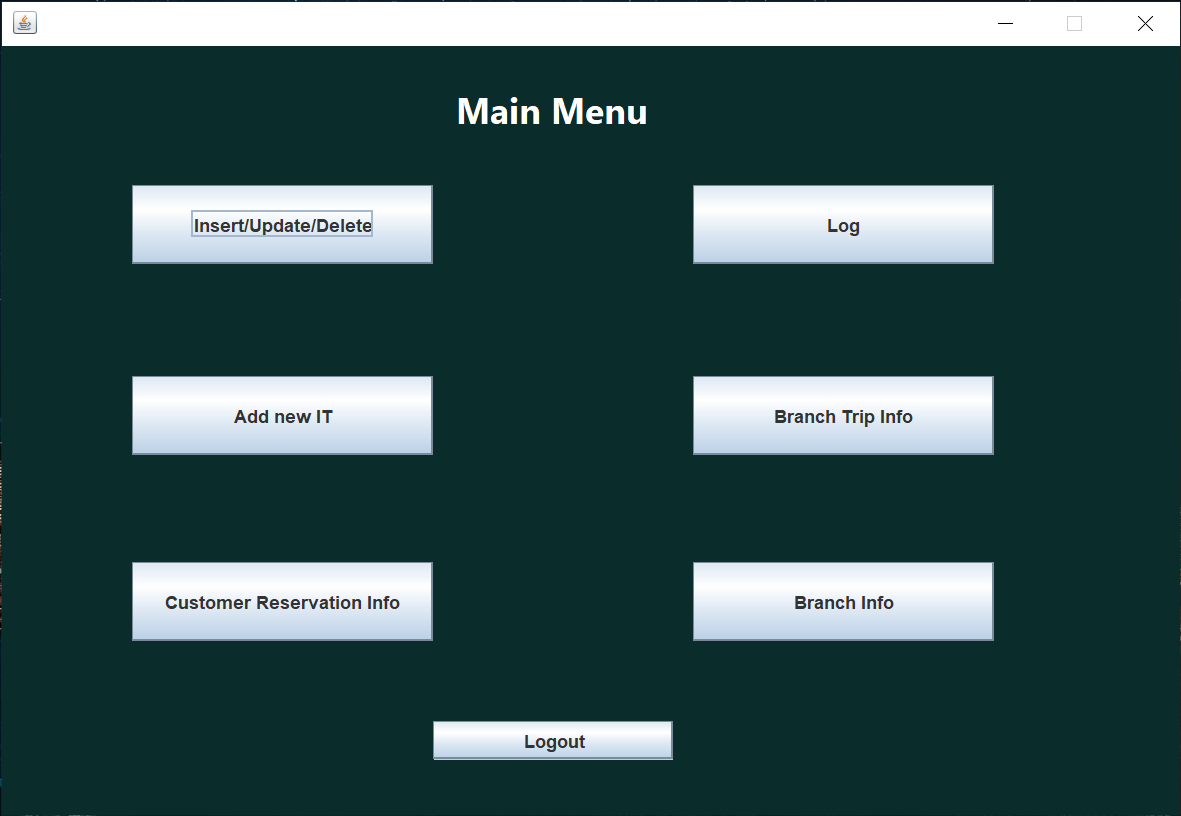 Main Menu
Insert/Update/Delete
Log
Add new IT
Branch Trip Info
Customer Reservation Info
Branch Info
Logout